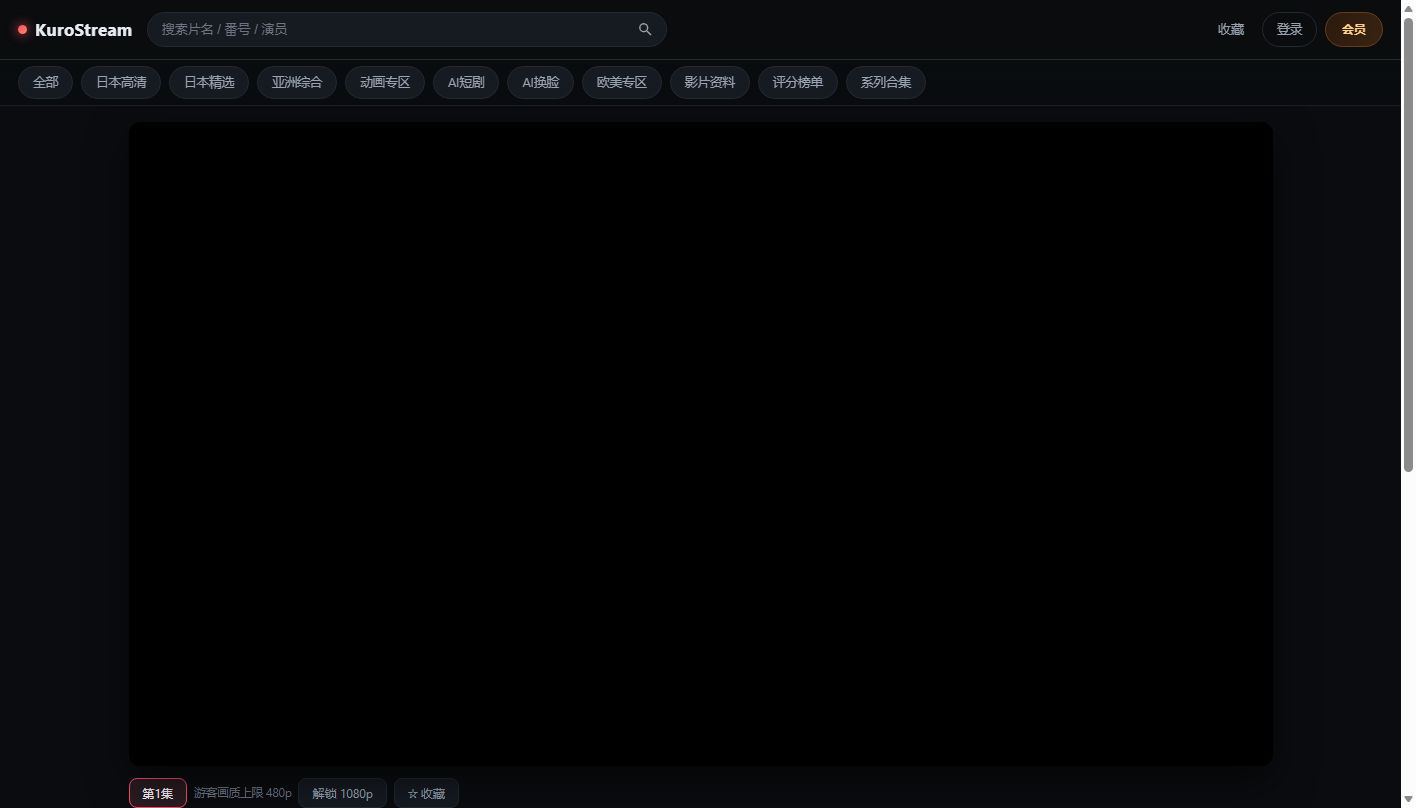 KuroStream 搜索片名 / 番号 / 演员 收藏 登录 会员
全部 日本高清 日本精选 亚洲综合 动画专区 AI短剧 AI换脸 欧美专区 影片资料 评分榜单 系列合集
第1集 游客画质上限 480p 解锁 1080p ☆ 收藏